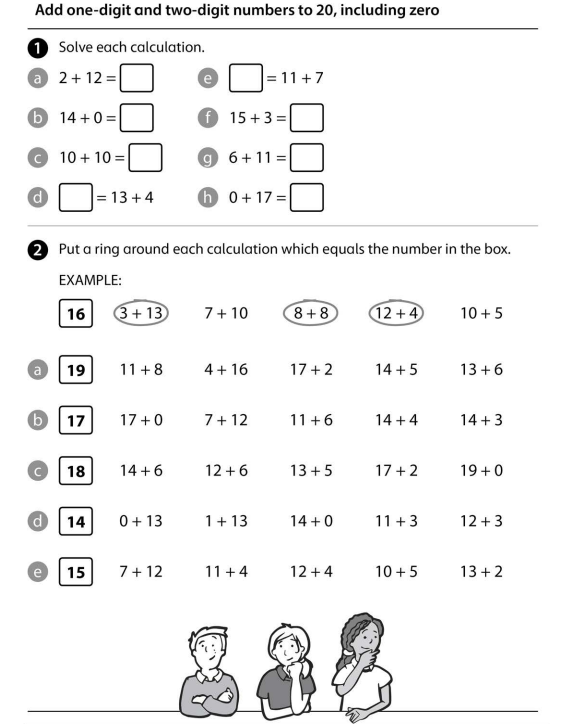 Add one-digit and two-digit numbers to 20, including zero
1 Solve each calculation.
a 2 + 12 =
e = 11 + 7
b 14 + 0 =
f 15 + 3 =
c 10 + 10 =
g 6 + 11 =
d = 13 + 4
h 0 + 17 =
2 Put a ring around each calculation which equals the number in the box.
EXAMPLE:
16 3 + 13 7 + 10 8 + 8 12 + 4 10 + 5
a 19 11 + 8 4 + 16 17 + 2 14 + 5 13 + 6
b 17 17 + 0 7 + 12 11 + 6 14 + 4 14 + 3
c 18 14 + 6 12 + 6 13 + 5 17 + 2 19 + 0
d 14 0 + 13 1 + 13 14 + 0 11 + 3 12 + 3
e 15 7 + 12 11 + 4 12 + 4 10 + 5 13 + 2